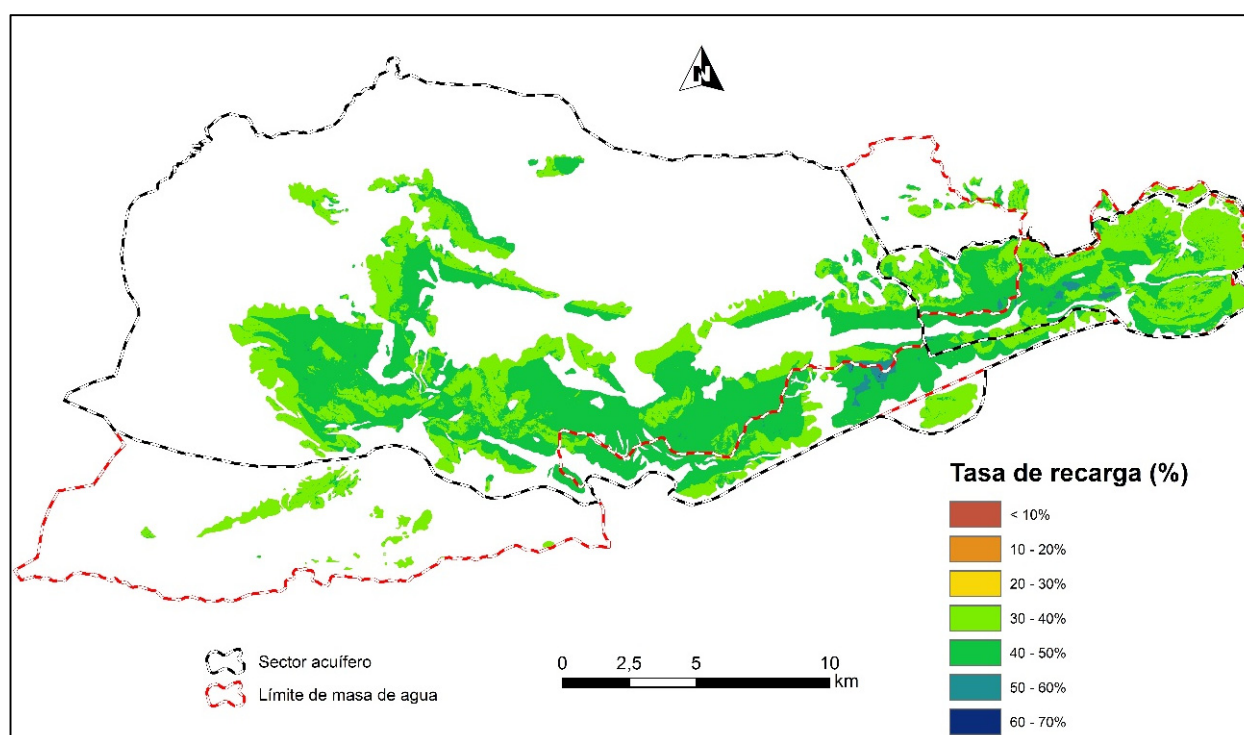 N
Tasa de recarga (%)
< 10%
10 - 20%
20 - 30%
30 - 40%
40 - 50%
50 - 60%
60 - 70%
Sector acuífero
Límite de masa de agua
0 2,5 5 10
km